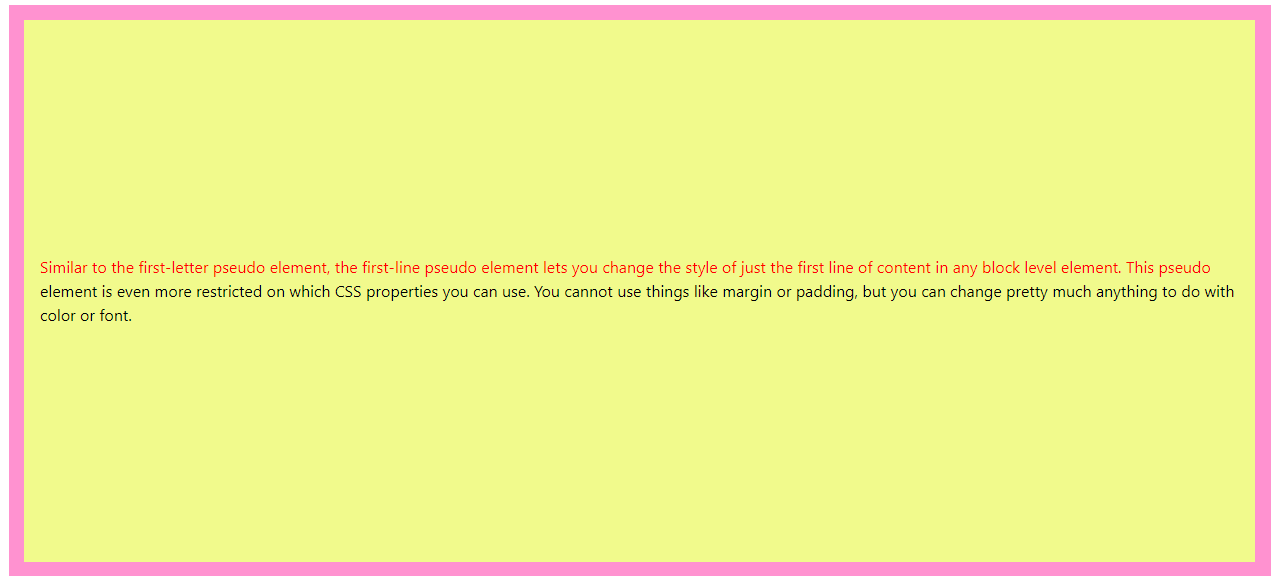 Similar to the first-letter pseudo element, the first-line pseudo element lets you change the style of just the first line of content in any block level element. This pseudo
element is even more restricted on which CSS properties you can use. You cannot use things like margin or padding, but you can change pretty much anything to do with
color or font.